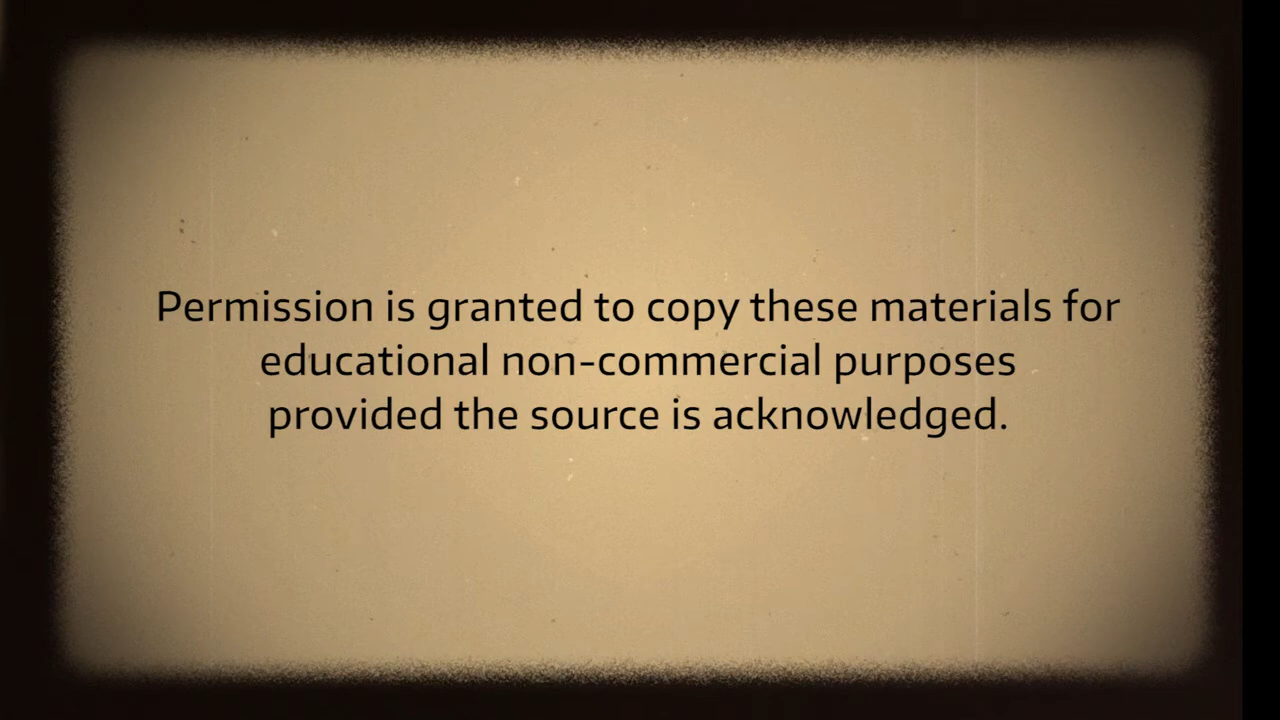 Permission is granted to copy these materials for
educational non-commercial purposes
provided the source is acknowledged.